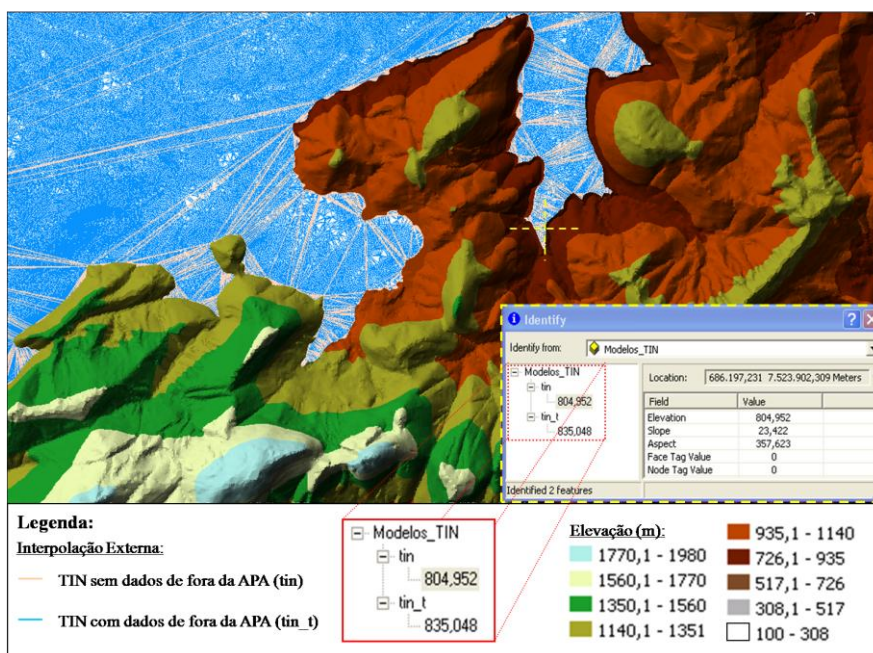 Identify
Identify from: Modelos_TIN
Modelos_TIN
tin
804,952
tin_t
835,048
Location: 686.197,231 7.523.902,309 Meters
Field Value
Elevation 804,952
Slope 23,422
Aspect 357,623
Face Tag Value 0
Node Tag Value 0
Identified 2 features
Legenda:
Interpolação Externa:
TIN sem dados de fora da APA (tin)
TIN com dados de fora da APA (tin_t)
Modelos_TIN
tin
804,952
tin_t
835,048
Elevação (m):
1770,1 - 1980
1560,1 - 1770
1350,1 - 1560
1140,1 - 1351
935,1 - 1140
726,1 - 935
517,1 - 726
308,1 - 517
100 - 308